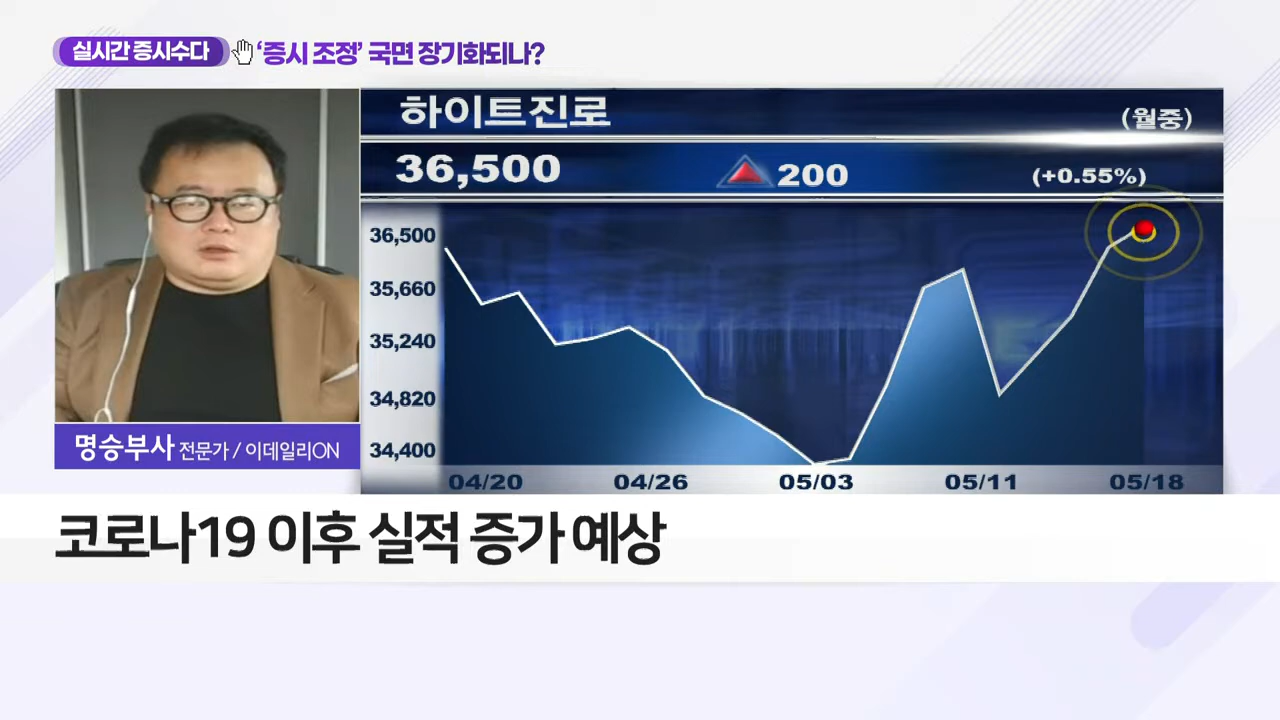 실시간 증시수다 '증시 조정' 국면 장기화되나?
하이트진로 (월중)
36,500 200 (+0.55%)
36,500
35,660
35,240
34,820
34,400
04/20 04/26 05/03 05/11 05/18
명승부사 전문가 / 이데일리ON
코로나19 이후 실적 증가 예상